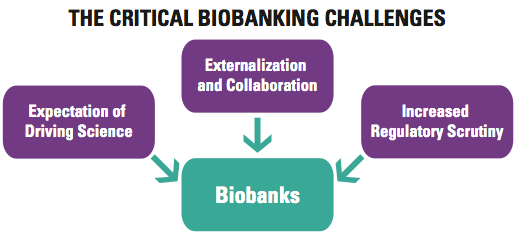 THE CRITICAL BIOBANKING CHALLENGES
Externalization
and Collaboration
Expectation of
Driving Science
Increased
Regulatory Scrutiny
Biobanks